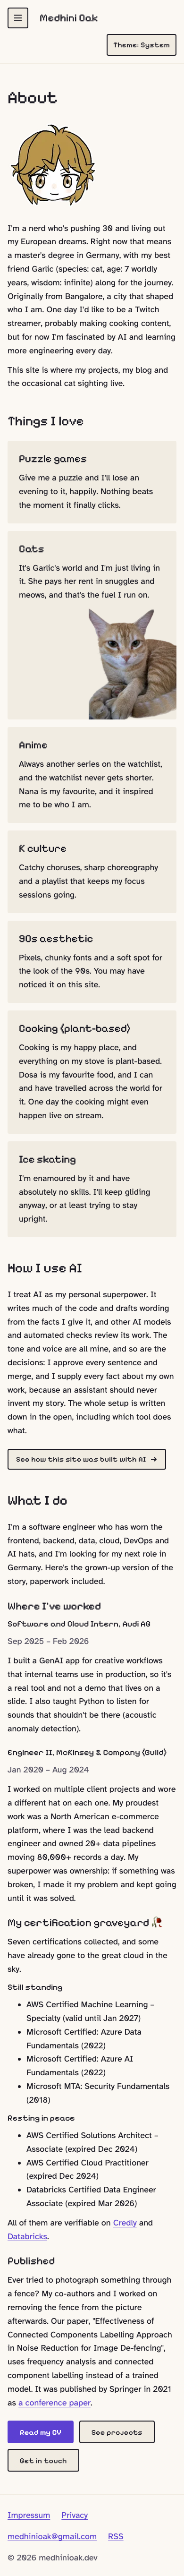 Medhini Oak
Theme: System
About
I'm a nerd who's pushing 30 and living out
my European dreams. Right now that means
a master's degree in Germany, with my best
friend Garlic (species: cat, age: 7 worldly
years, wisdom: infinite) along for the journey.
Originally from Bangalore, a city that shaped
who I am. One day I'd like to be a Twitch
streamer, probably making cooking content,
but for now I'm fascinated by AI and learning
more engineering every day.
This site is where my projects, my blog and
the occasional cat sighting live.
Things I love
Puzzle games
Give me a puzzle and I'll lose an
evening to it, happily. Nothing beats
the moment it finally clicks.
Cats
It's Garlic's world and I'm just living in
it. She pays her rent in snuggles and
meows, and that's the fuel I run on.
Anime
Always another series on the watchlist,
and the watchlist never gets shorter.
Nana is my favourite, and it inspired
me to be who I am.
K culture
Catchy choruses, sharp choreography
and a playlist that keeps my focus
sessions going.
90s aesthetic
Pixels, chunky fonts and a soft spot for
the look of the 90s. You may have
noticed it on this site.
Cooking (plant-based)
Cooking is my happy place, and
everything on my stove is plant-based.
Dosa is my favourite food, and I can
and have travelled across the world for
it. One day the cooking might even
happen live on stream.
Ice skating
I'm enamoured by it and have
absolutely no skills. I'll keep gliding
anyway, or at least trying to stay
upright.
How I use AI
I treat AI as my personal superpower. It
writes much of the code and drafts wording
from the facts I give it, and other AI models
and automated checks review its work. The
tone and voice are all mine, and so are the
decisions: I approve every sentence and
merge, and I supply every fact about my own
work, because an assistant should never
invent my story. The whole setup is written
down in the open, including which tool does
what.
See how this site was built with AI →
What I do
I'm a software engineer who has worn the
frontend, backend, data, cloud, DevOps and
AI hats, and I'm looking for my next role in
Germany. Here's the grown-up version of the
story, paperwork included.
Where I've worked
Software and Cloud Intern, Audi AG
Sep 2025 – Feb 2026
I built a GenAI app for creative workflows
that internal teams use in production, so it's
a real tool and not a demo that lives on a
slide. I also taught Python to listen for
sounds that shouldn't be there (acoustic
anomaly detection).
Engineer II, McKinsey & Company (Build)
Jan 2020 – Aug 2024
I worked on multiple client projects and wore
a different hat on each one. My proudest
work was a North American e-commerce
platform, where I was the lead backend
engineer and owned 20+ data pipelines
moving 80,000+ records a day. My
superpower was ownership: if something was
broken, I made it my problem and kept going
until it was solved.
My certification graveyard 🥀
Seven certifications collected, and some
have already gone to the great cloud in the
sky.
Still standing
• AWS Certified Machine Learning –
Specialty (valid until Jan 2027)
• Microsoft Certified: Azure Data
Fundamentals (2022)
• Microsoft Certified: Azure AI
Fundamentals (2022)
• Microsoft MTA: Security Fundamentals
(2018)
Resting in peace
• AWS Certified Solutions Architect –
Associate (expired Dec 2024)
• AWS Certified Cloud Practitioner
(expired Dec 2024)
• Databricks Certified Data Engineer
Associate (expired Mar 2026)
All of them are verifiable on Credly and
Databricks.
Published
Ever tried to photograph something through
a fence? My co-authors and I worked on
removing the fence from the picture
afterwards. Our paper, "Effectiveness of
Connected Components Labelling Approach
in Noise Reduction for Image De-fencing",
uses frequency analysis and connected
component labelling instead of a trained
model. It was published by Springer in 2021
as a conference paper.
Read my CV
See projects
Get in touch
Impressum Privacy
medhinioak@gmail.com RSS
© 2026 medhinioak.dev